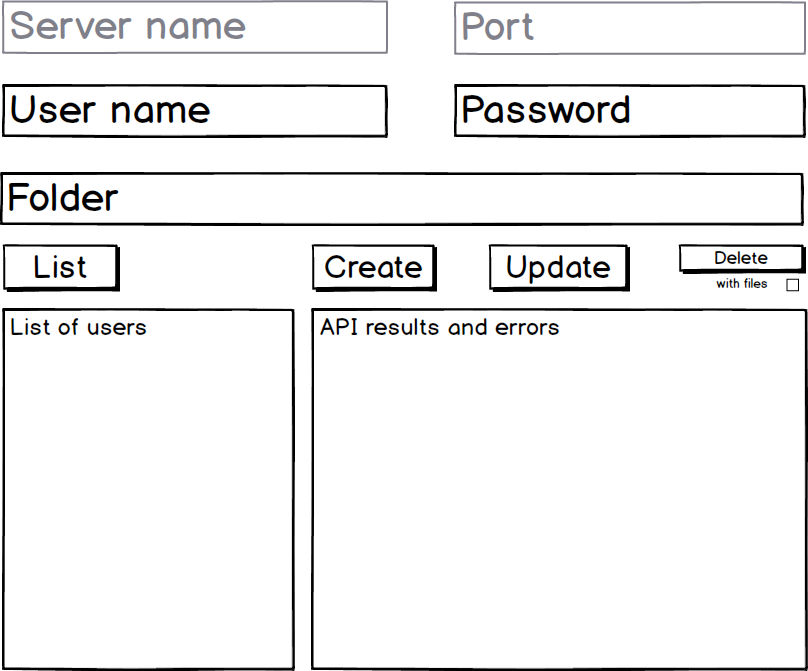 Server name
Port
User name
Password
Folder
List
Create
Update
Delete
with files
List of users
API results and errors